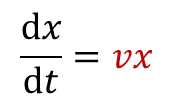 dx/dt = vx